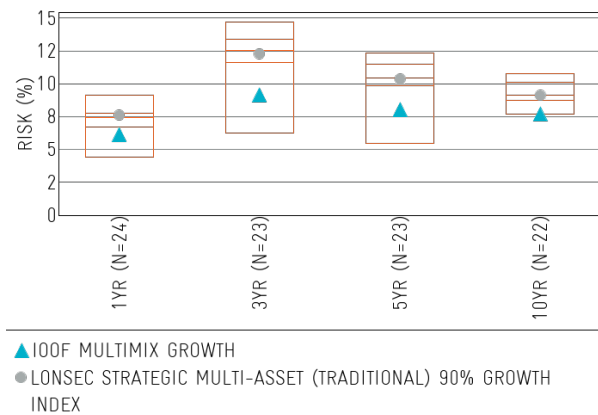 RISK (%)
15
12
10
8
5
2
0
1YR (N=24)
3YR (N=23)
5YR (N=23)
10YR (N=22)
IOOF MULTIMIX GROWTH
LONSEC STRATEGIC MULTI-ASSET (TRADITIONAL) 90% GROWTH
INDEX